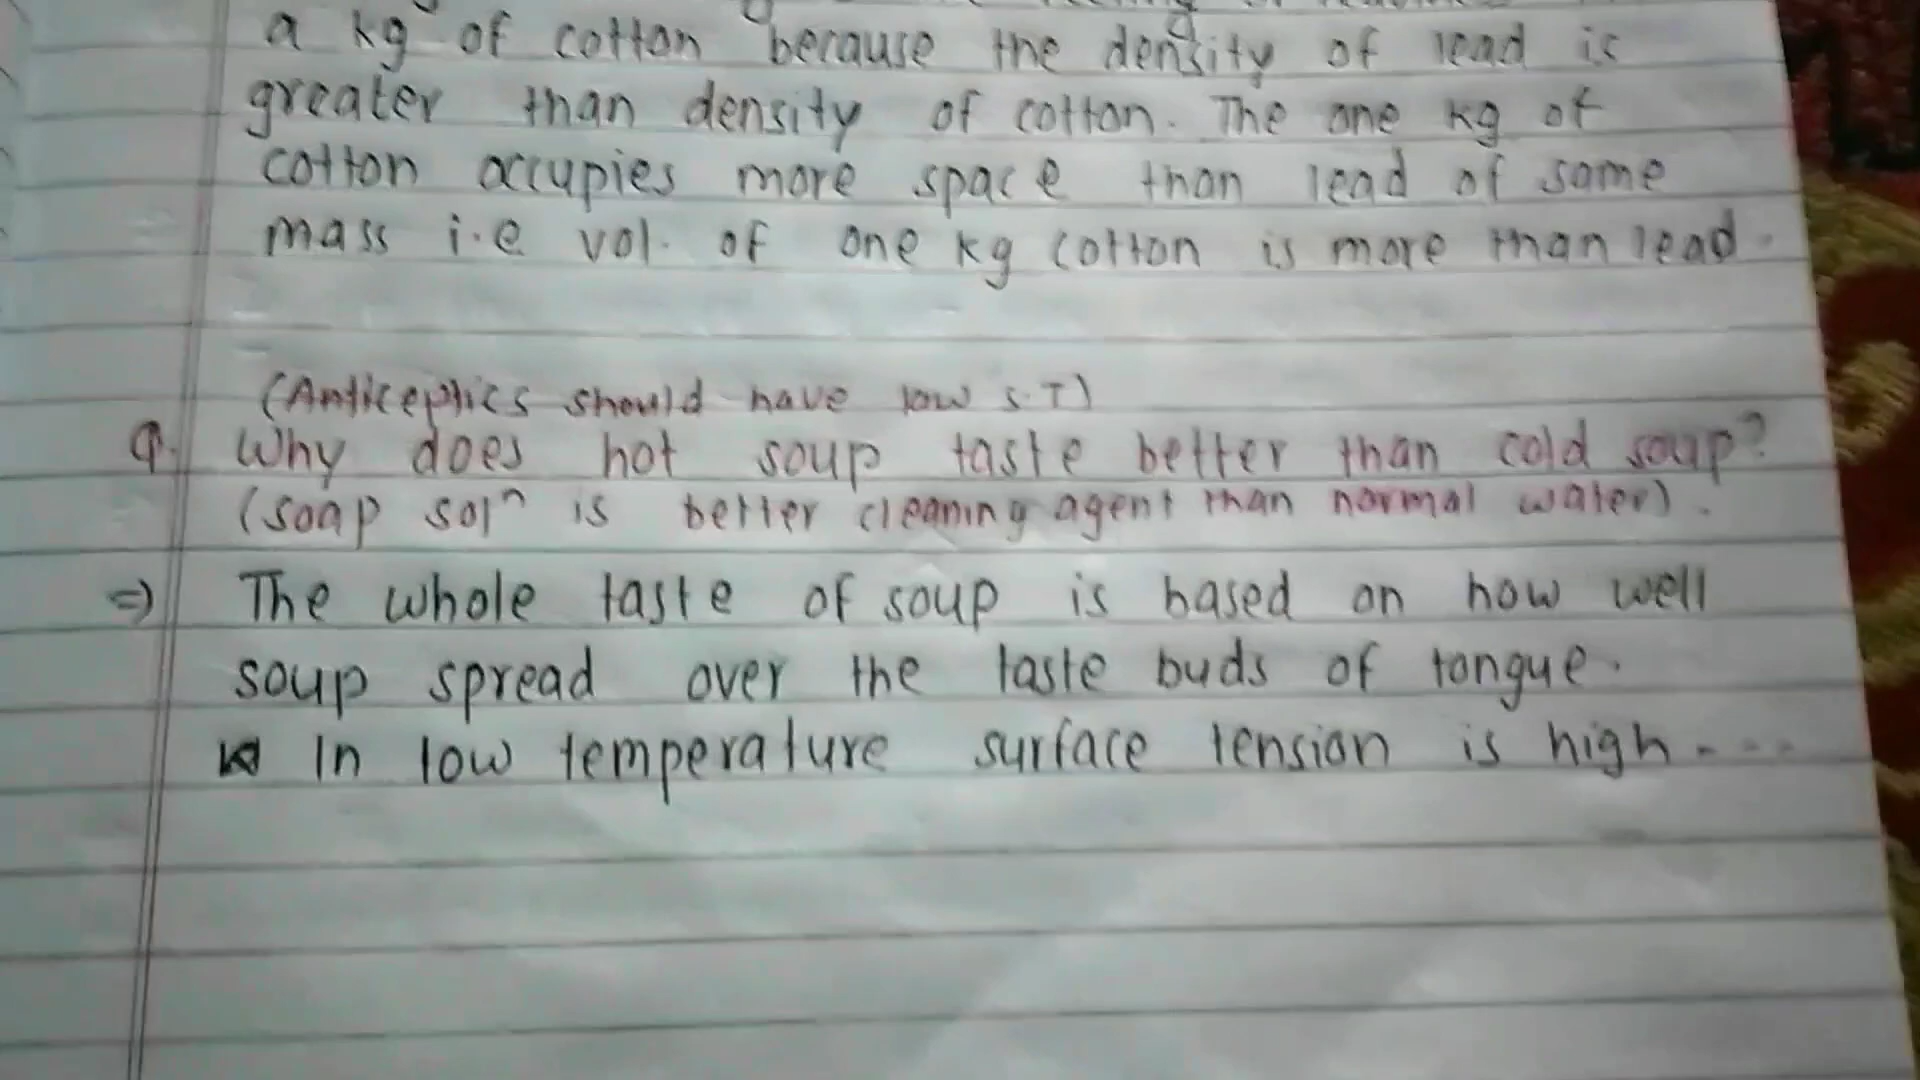 a kg of cotton because the density of lead is
greater than density of cotton. The one kg of
cotton occupies more space than lead of same
mass i.e vol. of one kg cotton is more than lead.
(Anticeptics should have low S.T)
Q. Why does hot soup taste better than cold soup?
(soap solⁿ is better cleaning agent than normal water).
⇒ The whole taste of soup is based on how well
soup spread over the taste buds of tongue.
In low temperature surface tension is high ....